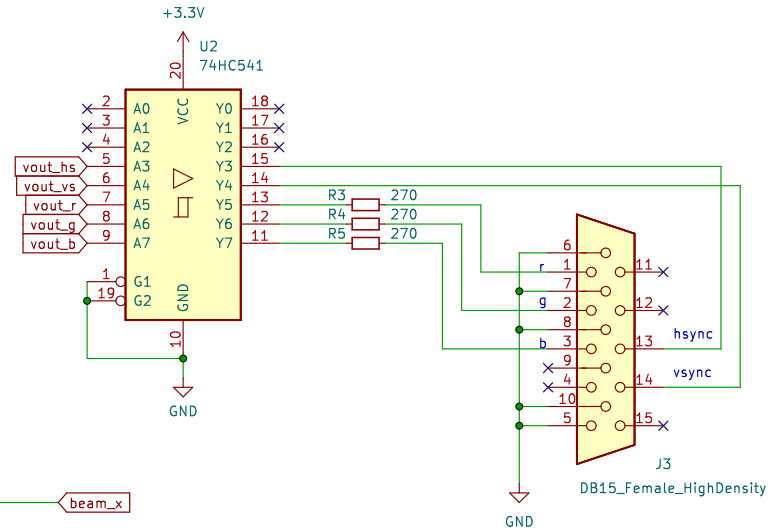 +3.3V
U2
74HC541
20
VCC
2 A0 Y0 18
3 A1 Y1 17
4 A2 Y2 16
vout_hs 5 A3 Y3 15
vout_vs 6 A4 Y4 14
vout_r 7 A5 Y5 13 R3 270
vout_g 8 A6 Y6 12 R4 270
vout_b 9 A7 Y7 11 R5 270
1 G1
19 G2
GND
10
GND
6
r 1 11
7
g 2 12
8
hsync
b 3 13
9
vsync
4 14
10
5 15
J3
DB15_Female_HighDensity
GND
beam_x